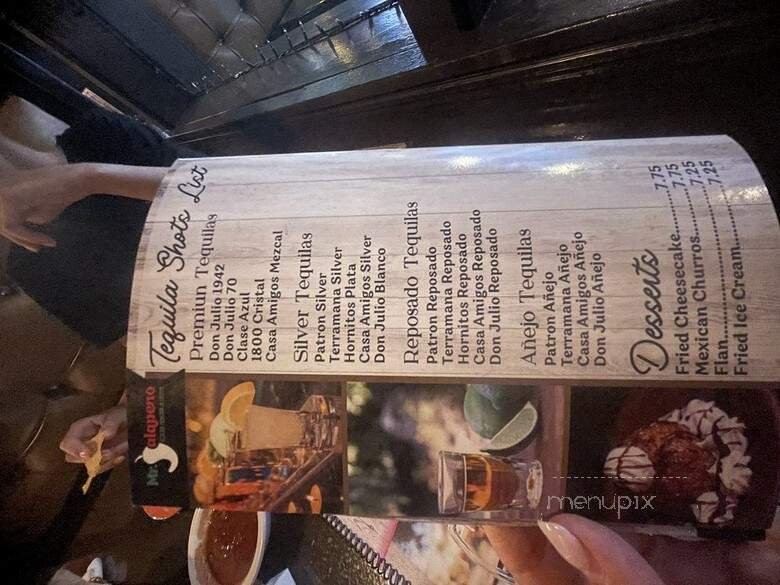 Mr Jalapeno
Tequila Shots List
Premiun Tequilas
Don Julio 1942
Don Julio 70
Clase Azul
1800 Cristal
Casa Amigos Mezcal
Silver Tequilas
Patron Silver
Terramana Silver
Hornitos Plata
Casa Amigos Silver
Don Julio Blanco
Reposado Tequilas
Patron Reposado
Terramana Reposado
Hornitos Reposado
Casa Amigos Reposado
Don Julio Reposado
Añejo Tequilas
Patron Añejo
Terramana Añejo
Casa Amigos Añejo
Don Julio Añejo
Desserts
Fried Cheesecake..........7.75
Mexican Churros..........7.75
Flan..............................7.25
Fried Ice Cream............7.25
menupix